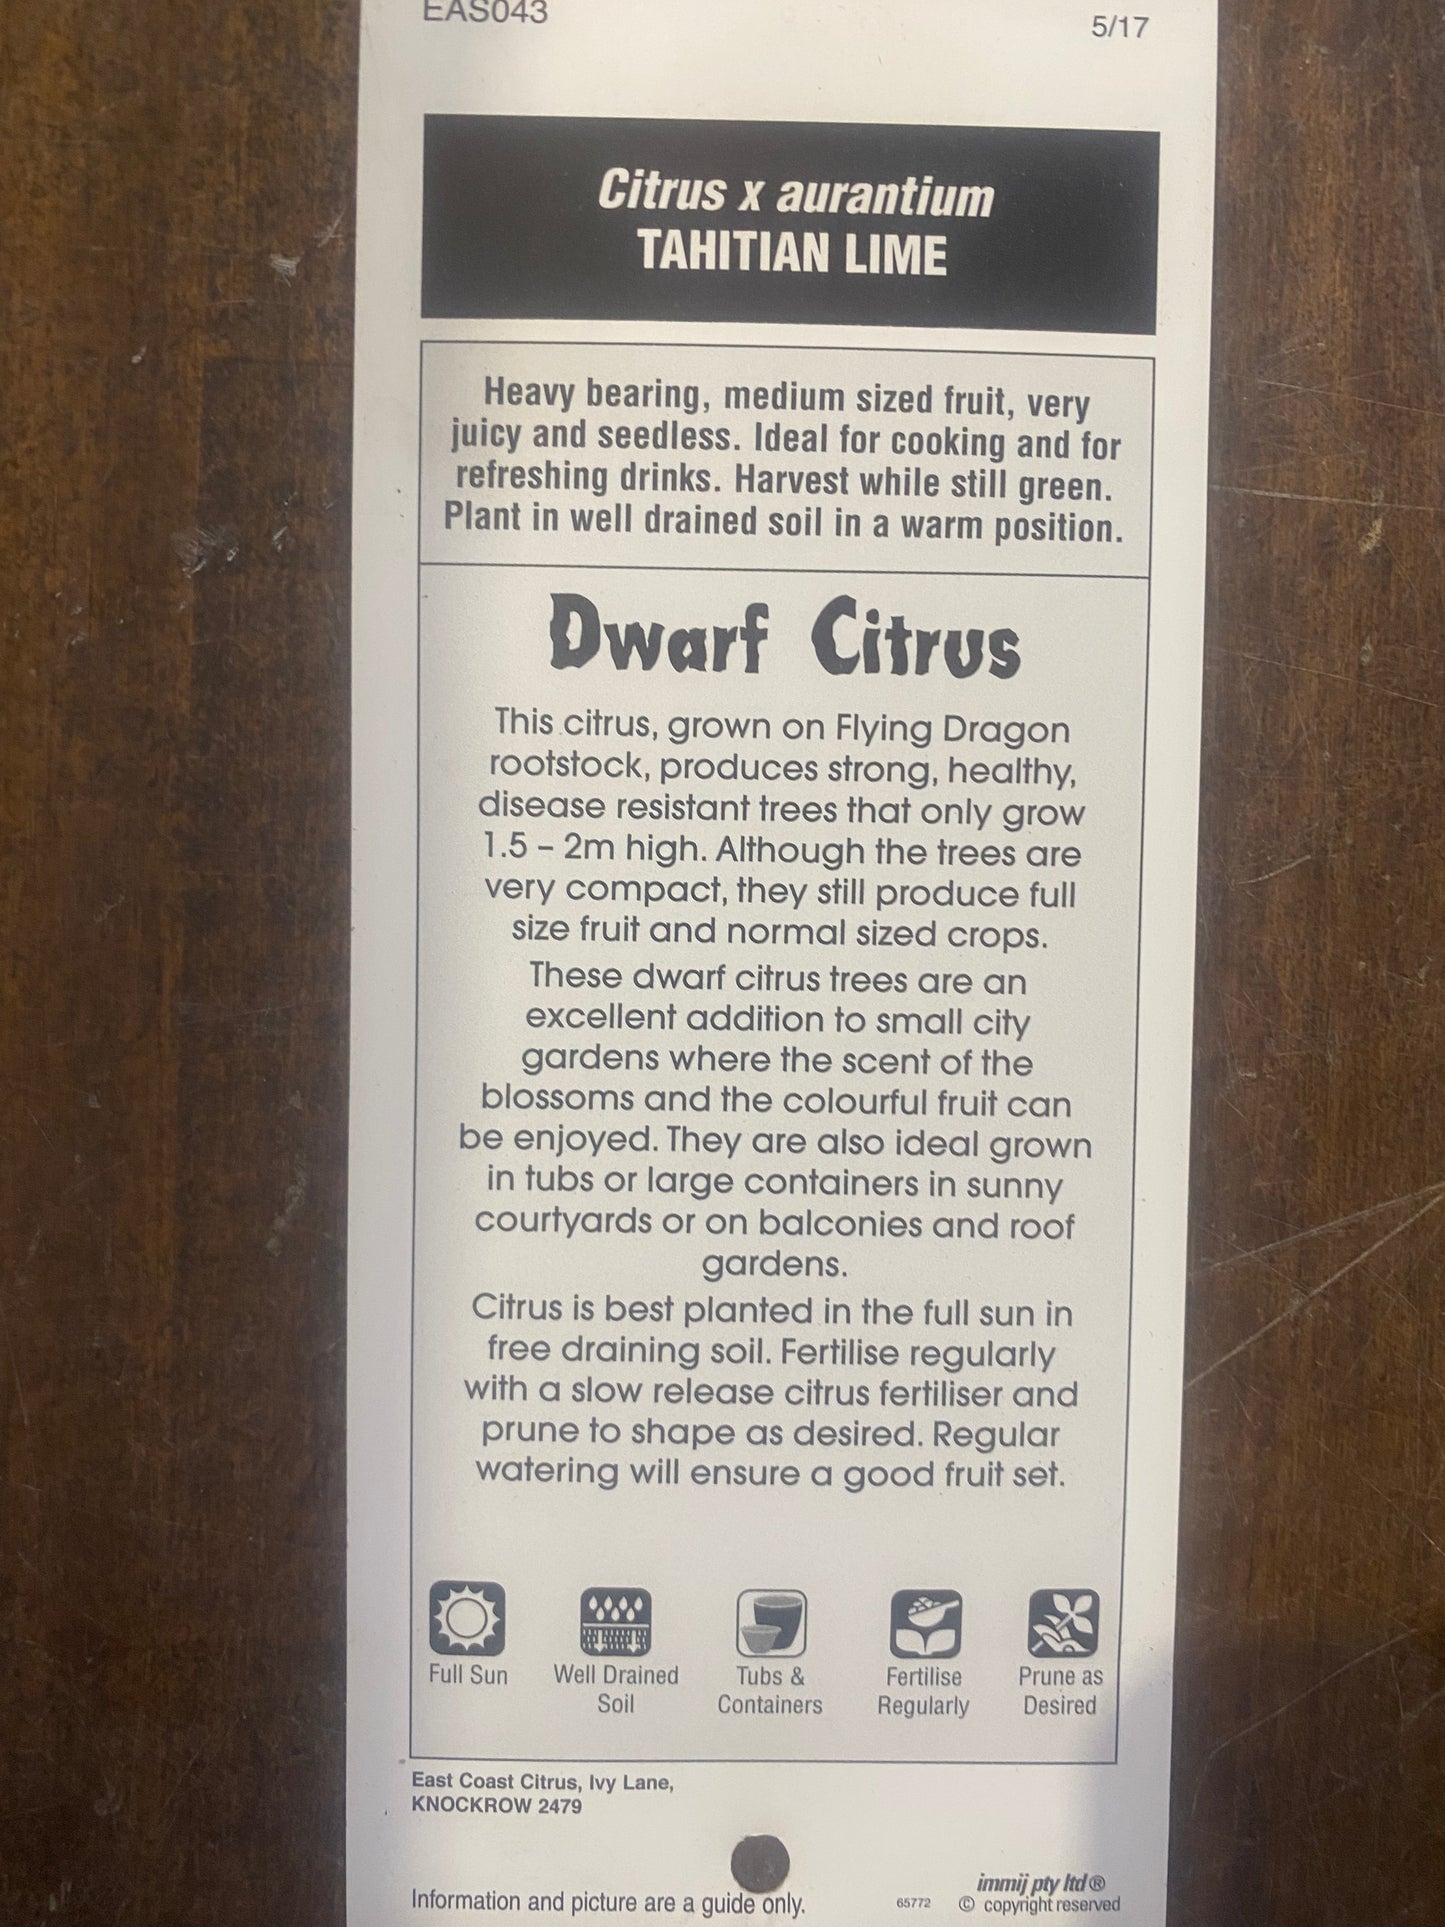 EAS043
5/17
Citrus x aurantium
TAHITIAN LIME
Heavy bearing, medium sized fruit, very
juicy and seedless. Ideal for cooking and for
refreshing drinks. Harvest while still green.
Plant in well drained soil in a warm position.
Dwarf Citrus
This citrus, grown on Flying Dragon
rootstock, produces strong, healthy,
disease resistant trees that only grow
1.5 – 2m high. Although the trees are
very compact, they still produce full
size fruit and normal sized crops.
These dwarf citrus trees are an
excellent addition to small city
gardens where the scent of the
blossoms and the colourful fruit can
be enjoyed. They are also ideal grown
in tubs or large containers in sunny
courtyards or on balconies and roof
gardens.
Citrus is best planted in the full sun in
free draining soil. Fertilise regularly
with a slow release citrus fertiliser and
prune to shape as desired. Regular
watering will ensure a good fruit set.
Full Sun
Well Drained
Soil
Tubs &
Containers
Fertilise
Regularly
Prune as
Desired
East Coast Citrus, Ivy Lane,
KNOCKROW 2479
Information and picture are a guide only.
65772
immij pty ltd®
© copyright reserved